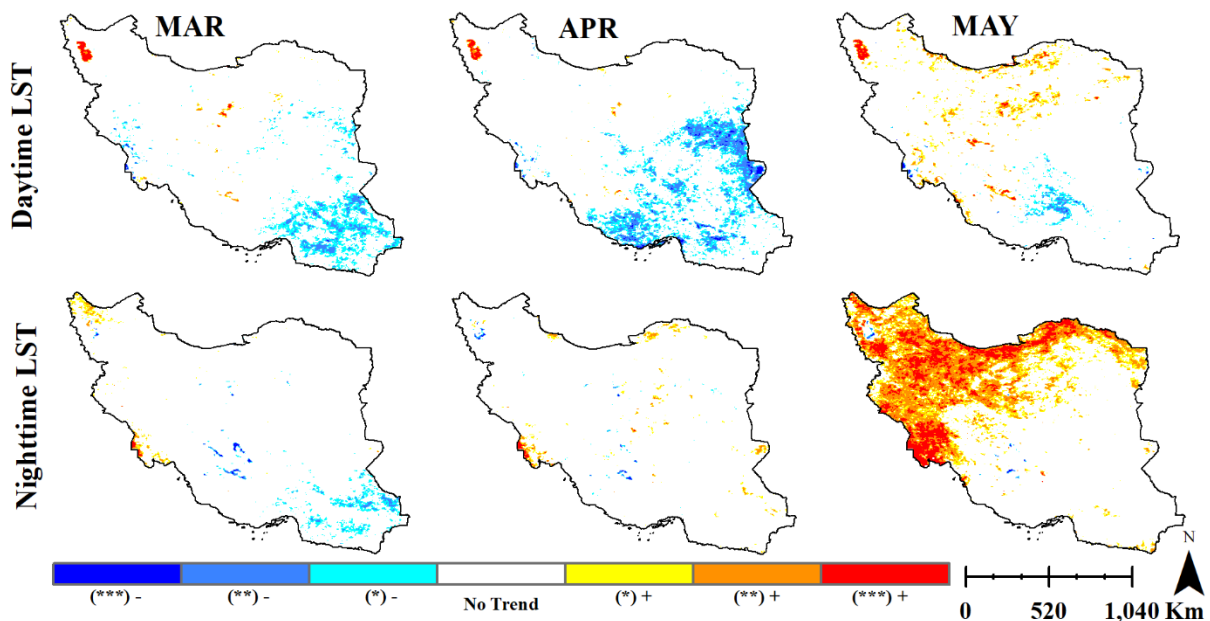 MAR
APR
MAY
Daytime LST
Nighttime LST
N
(***) -
(**) -
(*) -
No Trend
(*) +
(**) +
(***) +
0
520
1,040 Km